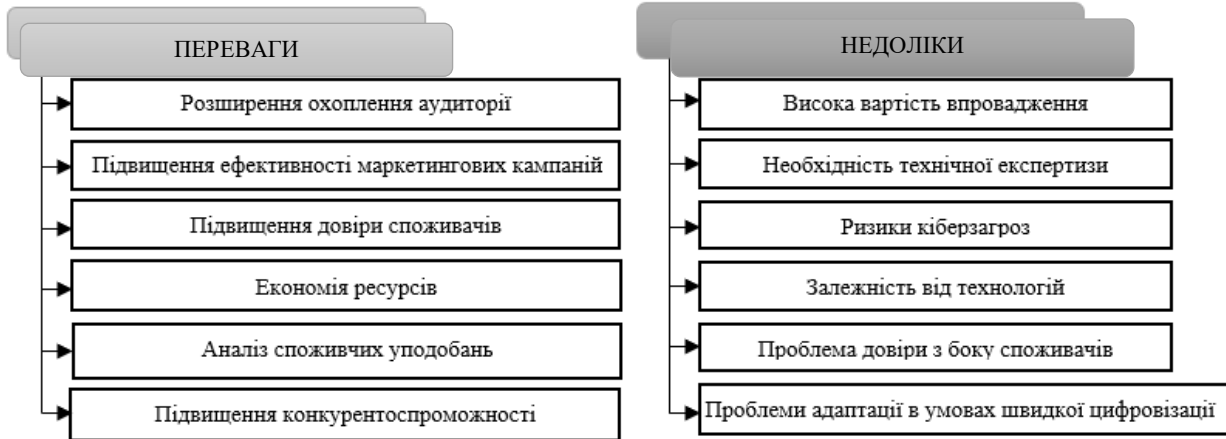 ПЕРЕВАГИ
Розширення охоплення аудиторії
Підвищення ефективності маркетингових кампаній
Підвищення довіри споживачів
Економія ресурсів
Аналіз споживчих уподобань
Підвищення конкурентоспроможності
НЕДОЛІКИ
Висока вартість впровадження
Необхідність технічної експертизи
Ризики кіберзагроз
Залежність від технологій
Проблема довіри з боку споживачів
Проблеми адаптації в умовах швидкої цифровізації